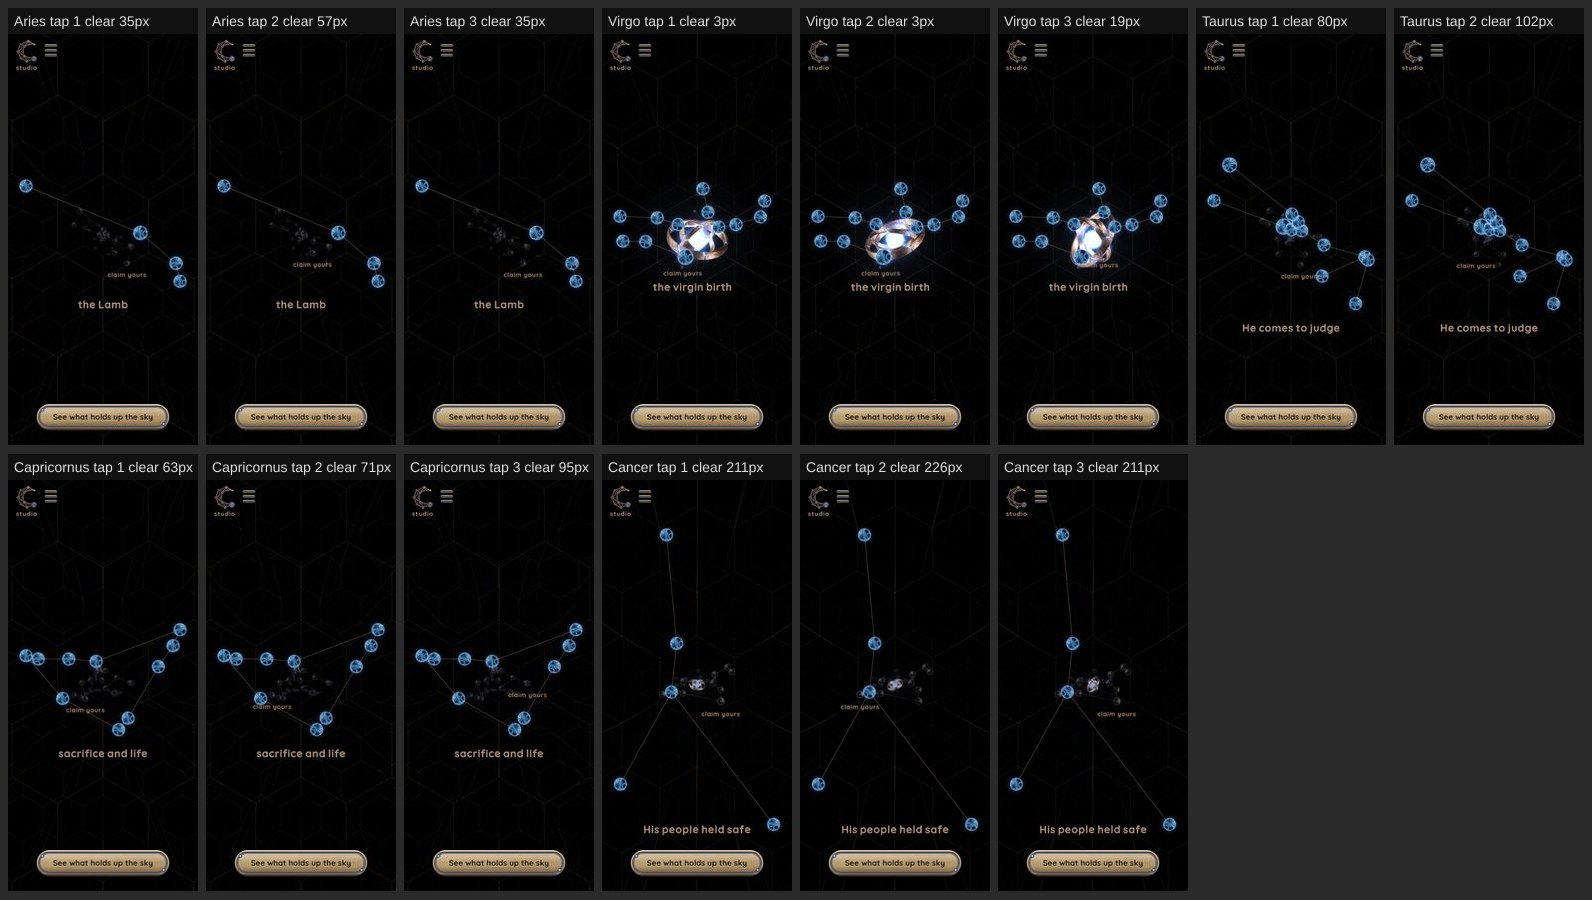 Aries tap 1 clear 35px
studio
claim yours
the Lamb
See what holds up the sky
Aries tap 2 clear 57px
studio
claim yours
the Lamb
See what holds up the sky
Aries tap 3 clear 35px
studio
claim yours
the Lamb
See what holds up the sky
Virgo tap 1 clear 3px
studio
claim yours
the virgin birth
See what holds up the sky
Virgo tap 2 clear 3px
studio
claim yours
the virgin birth
See what holds up the sky
Virgo tap 3 clear 19px
studio
claim yours
the virgin birth
See what holds up the sky
Taurus tap 1 clear 80px
studio
claim yours
He comes to judge
See what holds up the sky
Taurus tap 2 clear 102px
studio
claim yours
He comes to judge
See what holds up the sky
Capricornus tap 1 clear 63px
studio
claim yours
sacrifice and life
See what holds up the sky
Capricornus tap 2 clear 71px
studio
claim yours
sacrifice and life
See what holds up the sky
Capricornus tap 3 clear 95px
studio
claim yours
sacrifice and life
See what holds up the sky
Cancer tap 1 clear 211px
studio
claim yours
His people held safe
See what holds up the sky
Cancer tap 2 clear 226px
studio
claim yours
His people held safe
See what holds up the sky
Cancer tap 3 clear 211px
studio
claim yours
His people held safe
See what holds up the sky